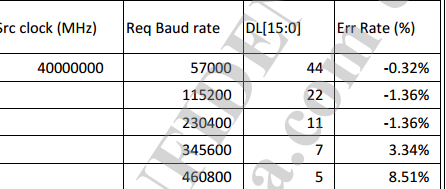 Src clock (MHz) Req Baud rate DL[15:0] Err Rate (%)
40000000 57000 44 -0.32%
115200 22 -1.36%
230400 11 -1.36%
345600 7 3.34%
460800 5 8.51%